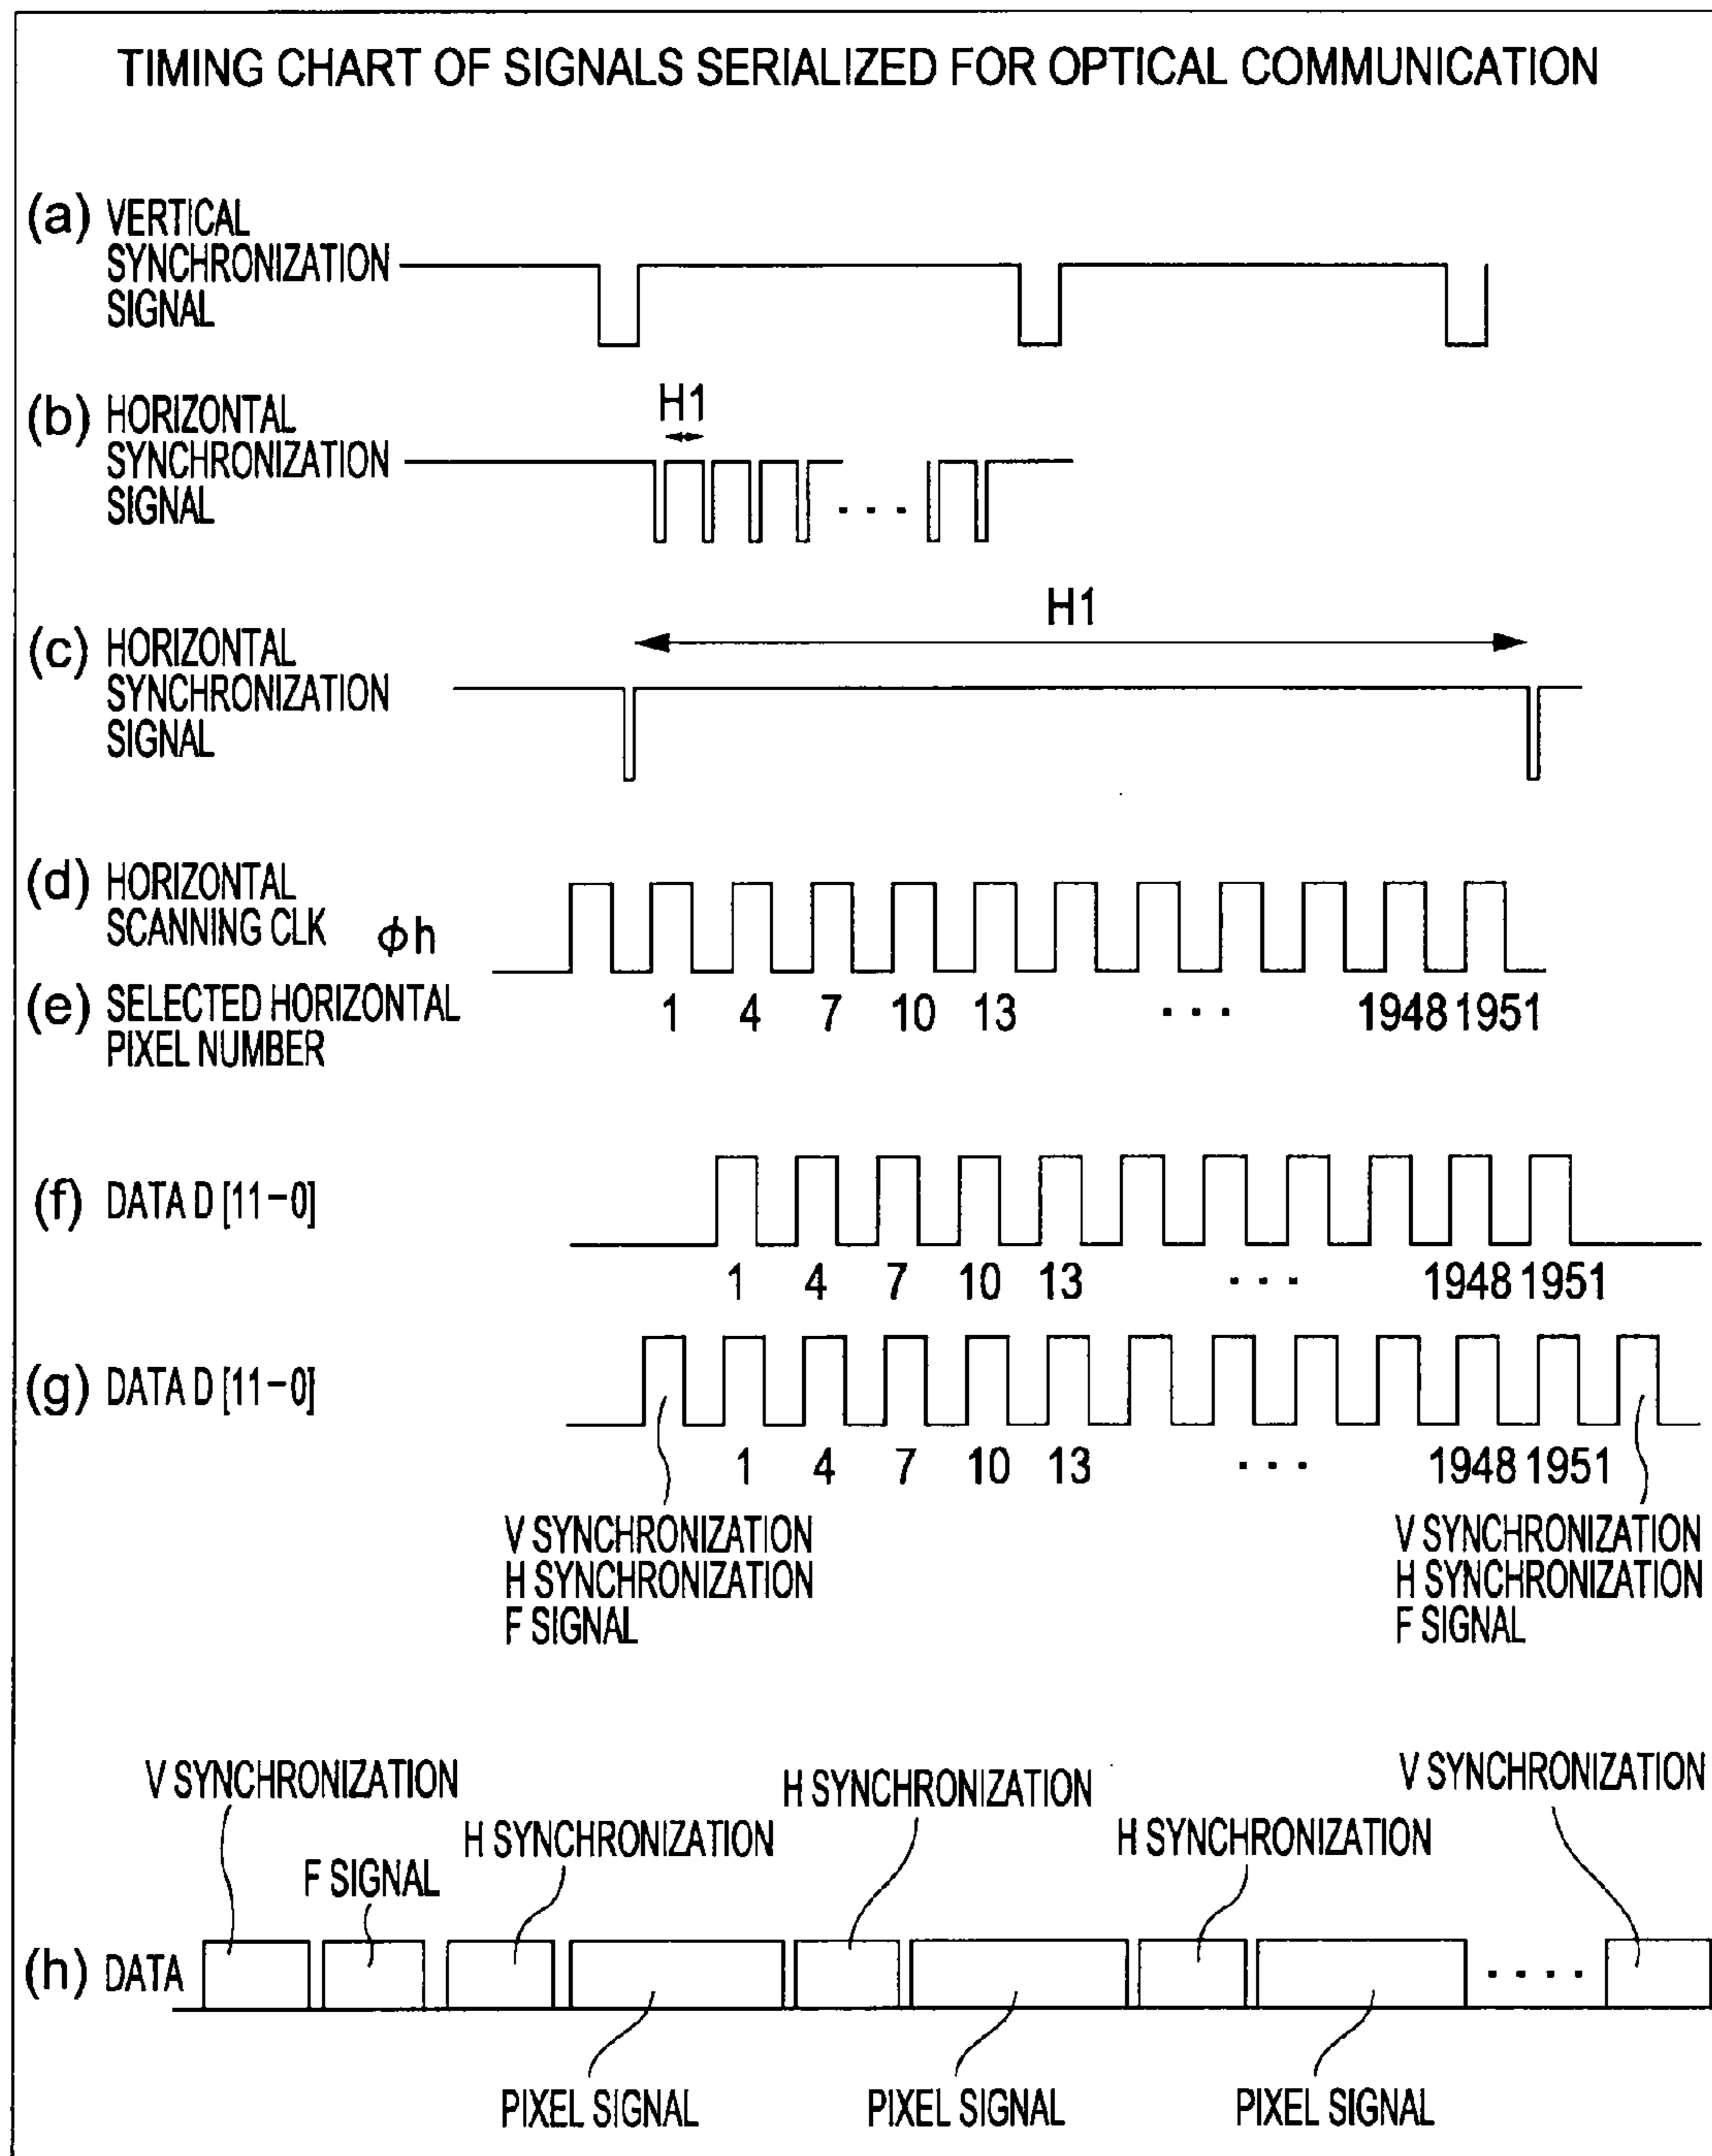 TIMING CHART OF SIGNALS SERIALIZED FOR OPTICAL COMMUNICATION
(a) VERTICAL
SYNCHRONIZATION
SIGNAL
H1
(b) HORIZONTAL
SYNCHRONIZATION
SIGNAL
...
H1
(c) HORIZONTAL
SYNCHRONIZATION
SIGNAL
(d) HORIZONTAL
SCANNING CLK φh
(e) SELECTED HORIZONTAL
PIXEL NUMBER
1 4 7 10 13 ... 1948 1951
(f) DATA D [11-0]
1 4 7 10 13 ... 1948 1951
(g) DATA D [11-0]
1 4 7 10 13 ... 1948 1951
V SYNCHRONIZATION
H SYNCHRONIZATION
F SIGNAL
V SYNCHRONIZATION
H SYNCHRONIZATION
F SIGNAL
V SYNCHRONIZATION
F SIGNAL
H SYNCHRONIZATION
H SYNCHRONIZATION
H SYNCHRONIZATION
V SYNCHRONIZATION
(h) DATA
....
PIXEL SIGNAL
PIXEL SIGNAL
PIXEL SIGNAL